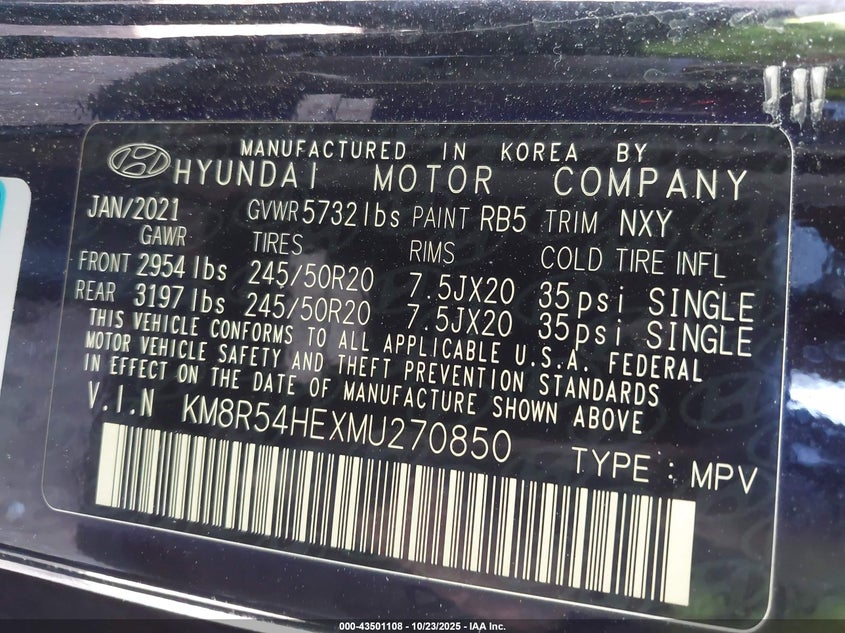 MANUFACTURED IN KOREA BY
HYUNDAI MOTOR COMPANY
JAN/2021 GVWR 5732 lbs PAINT RB5 TRIM NXY
GAWR TIRES RIMS COLD TIRE INFL
FRONT 2954 lbs 245/50R20 7.5JX20 35psi SINGLE
REAR 3197 lbs 245/50R20 7.5JX20 35psi SINGLE
THIS VEHICLE CONFORMS TO ALL APPLICABLE U.S.A. FEDERAL
MOTOR VEHICLE SAFETY AND THEFT PREVENTION STANDARDS
IN EFFECT ON THE DATE OF MANUFACTURE SHOWN ABOVE
V.I.N KM8R54HEXMU270850
TYPE : MPV
000-43501108 - 10/23/2025 - IAA Inc.